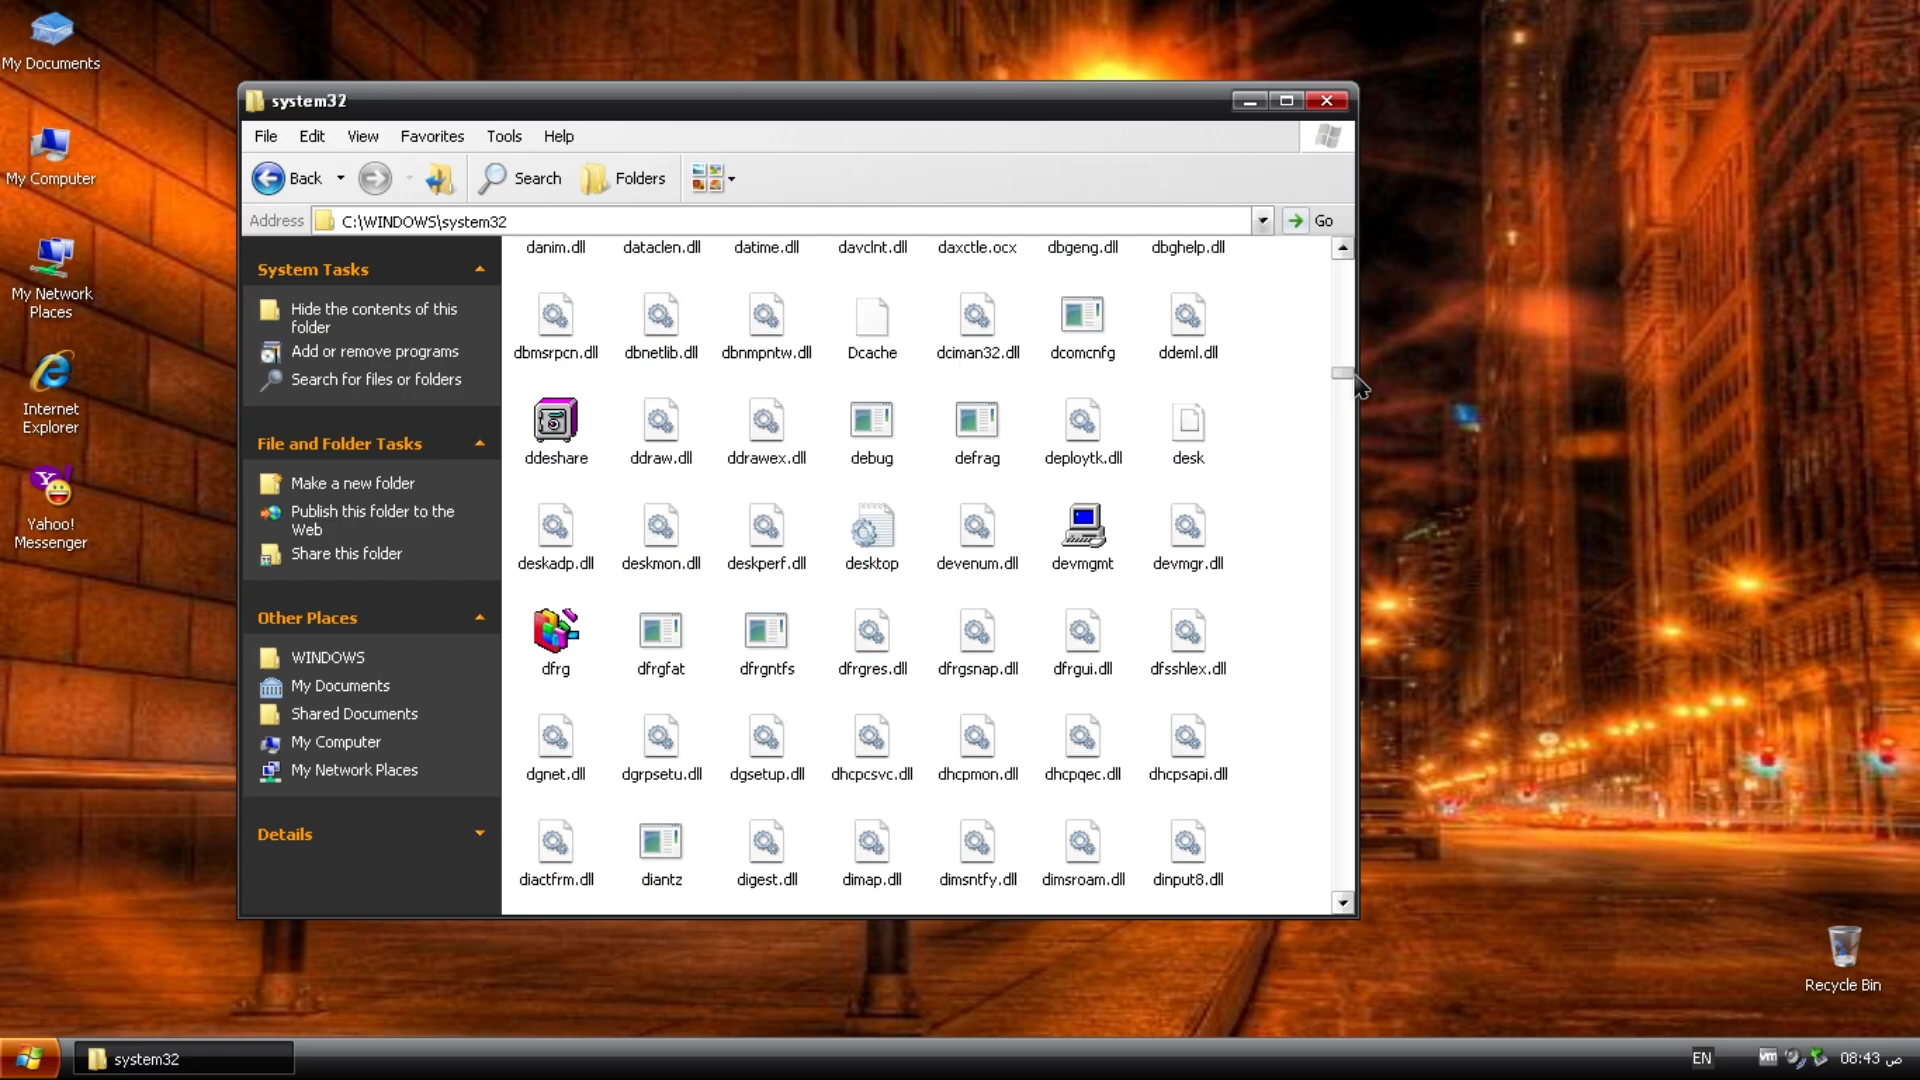 My Documents
My Computer
My Network
Places
Internet
Explorer
Yahoo!
Messenger
system32
File Edit View Favorites Tools Help
Back Search Folders
Address C:\WINDOWS\system32 Go
System Tasks
Hide the contents of this
folder
Add or remove programs
Search for files or folders
File and Folder Tasks
Make a new folder
Publish this folder to the
Web
Share this folder
Other Places
WINDOWS
My Documents
Shared Documents
My Computer
My Network Places
Details
danim.dll dataclen.dll datime.dll davclnt.dll daxctle.ocx dbgeng.dll dbghelp.dll
dbmsrpcn.dll dbnetlib.dll dbnmpntw.dll Dcache dciman32.dll dcomcnfg ddeml.dll
ddeshare ddraw.dll ddrawex.dll debug defrag deploytk.dll desk
deskadp.dll deskmon.dll deskperf.dll desktop devenum.dll devmgmt devmgr.dll
dfrg dfrgfat dfrgntfs dfrgres.dll dfrgsnap.dll dfrgui.dll dfsshlex.dll
dgnet.dll dgrpsetu.dll dgsetup.dll dhcpcsvc.dll dhcpmon.dll dhcpqec.dll dhcpsapi.dll
diactfrm.dll diantz digest.dll dimap.dll dimsntfy.dll dimsroam.dll dinput8.dll
Recycle Bin
system32
EN vm 08:43 ص